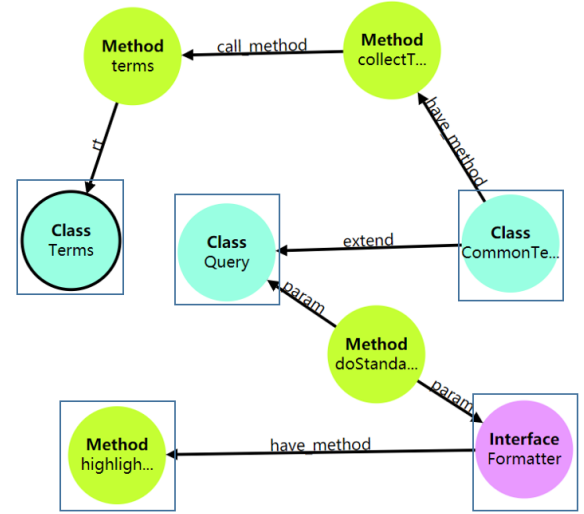 Method
terms
call_method
Method
collectT...
rt
have_method
Class
Terms
Class
Query
extend
Class
CommonTe...
param
Method
doStanda...
param
Method
highligh...
have_method
Interface
Formatter